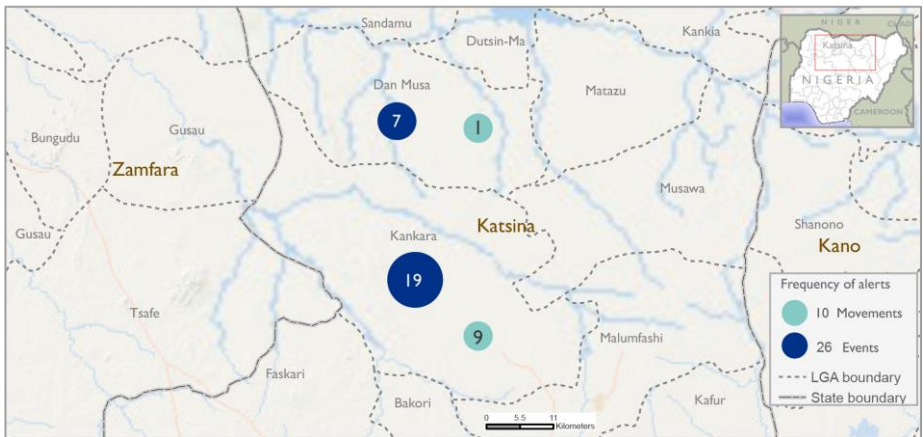 Sandamu
Dutsin-Ma
Kankia
NIGER
CHAD
Katsina
NIGERIA
CAMEROON
Dan Musa
Matazu
7
1
Bungudu
Gusau
Zamfara
Musawa
Gusau
Kankara
Katsina
Shanono
Kano
19
Tsafe
9
Malumfashi
Faskari
Bakori
Kafur
0 5.5 11
Kilometers
Frequency of alerts
10 Movements
26 Events
LGA boundary
State boundary